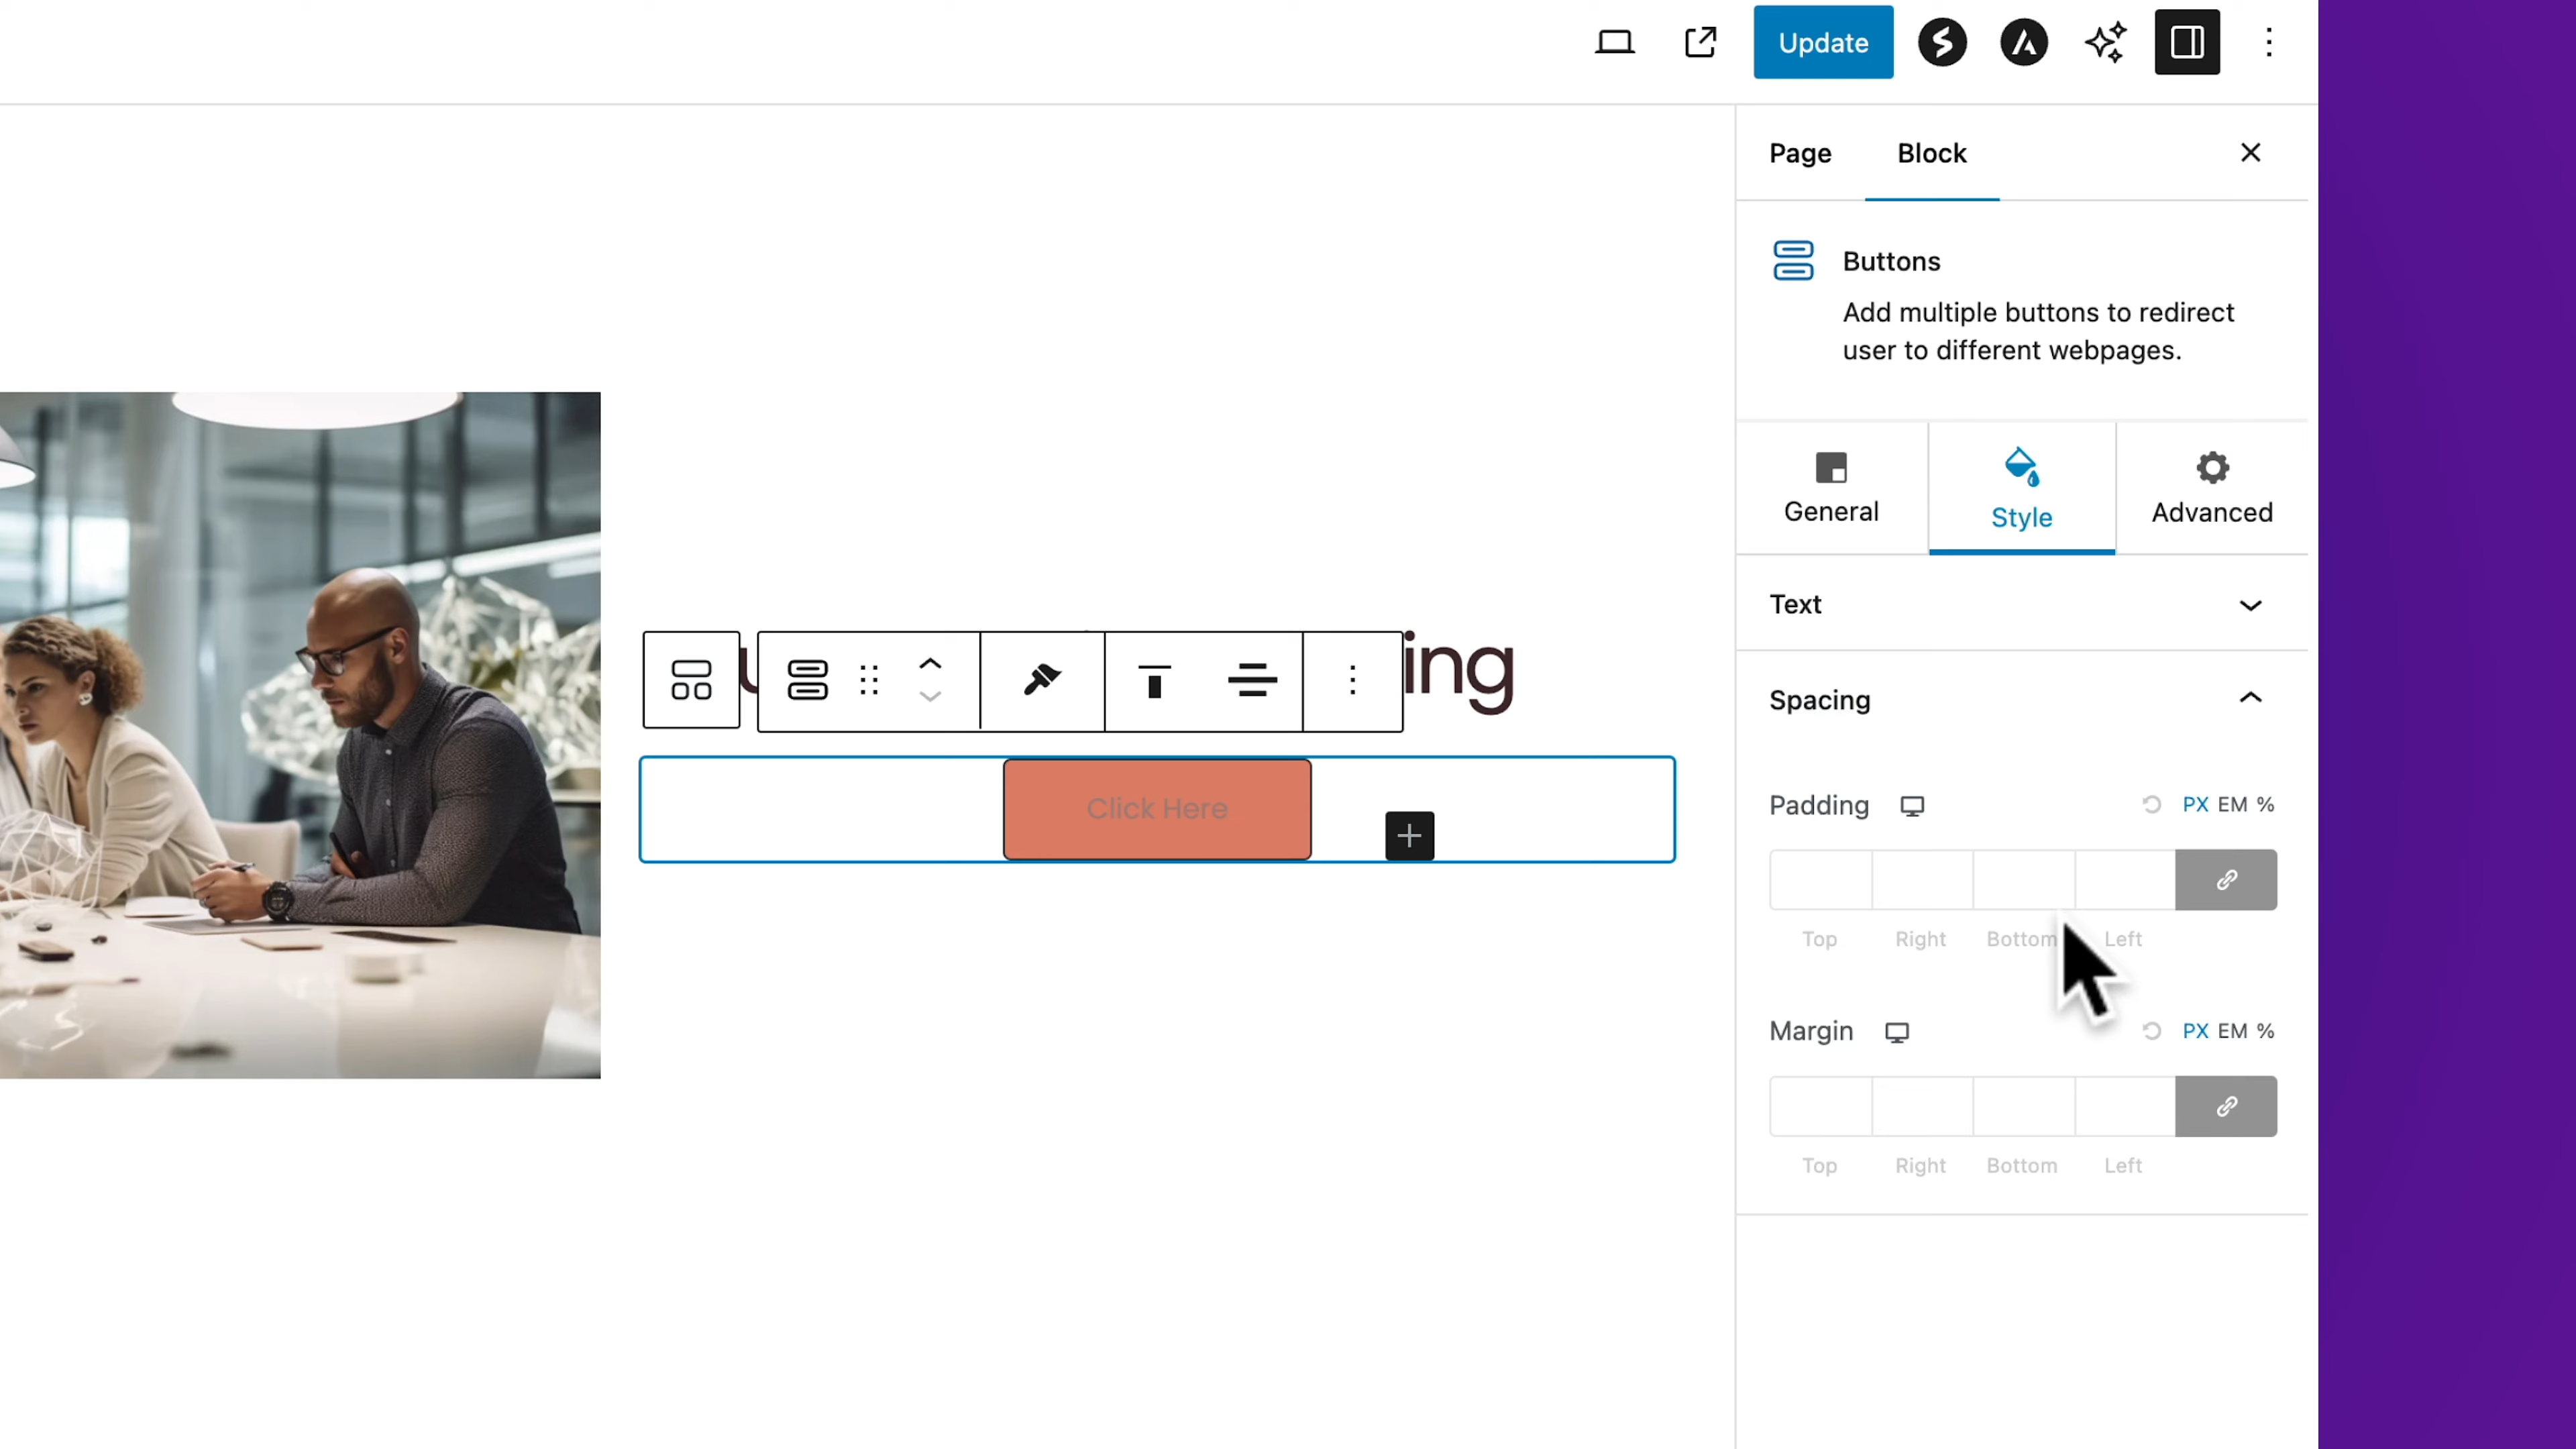 Update
Page Block
Buttons
Add multiple buttons to redirect
user to different webpages.
General Style Advanced
Text
Spacing
ing
Click Here
Padding PX EM %
Top Right Bottom Left
Margin PX EM %
Top Right Bottom Left